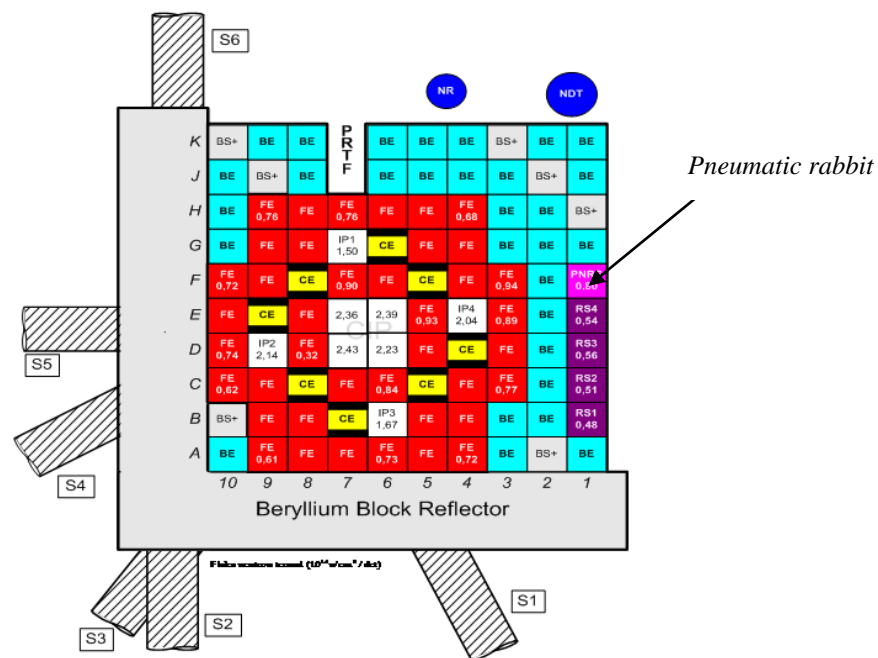 S6
NR
NDT
Pneumatic rabbit
P
R
T
F
K BS+ BE BE BE BE BE BS+ BE BE
J BE BS+ BE BE BE BE BE BS+ BE
H BE FE 0,76 FE FE 0,76 FE FE FE 0,68 BE BE BS+
G BE FE FE IP1 1,50 CE FE FE BE BE BE
F FE 0,72 FE CE FE 0,90 FE CE FE FE 0,94 BE
E FE CE FE 2,36 2,39 FE 0,93 IP4 2,04 FE 0,89 BE RS4 0,54
CIP
D FE 0,74 IP2 2,14 FE 0,32 2,43 2,23 FE CE FE BE RS3 0,56
C FE 0,62 FE CE FE FE 0,84 CE FE FE 0,77 BE RS2 0,51
B BS+ FE FE CE IP3 1,67 FE FE BE BE RS1 0,48
A BE FE 0,61 FE FE FE 0,73 FE FE 0,72 BE BS+ BE
10 9 8 7 6 5 4 3 2 1
Beryllium Block Reflector
S5
S4
S3
S2
S1